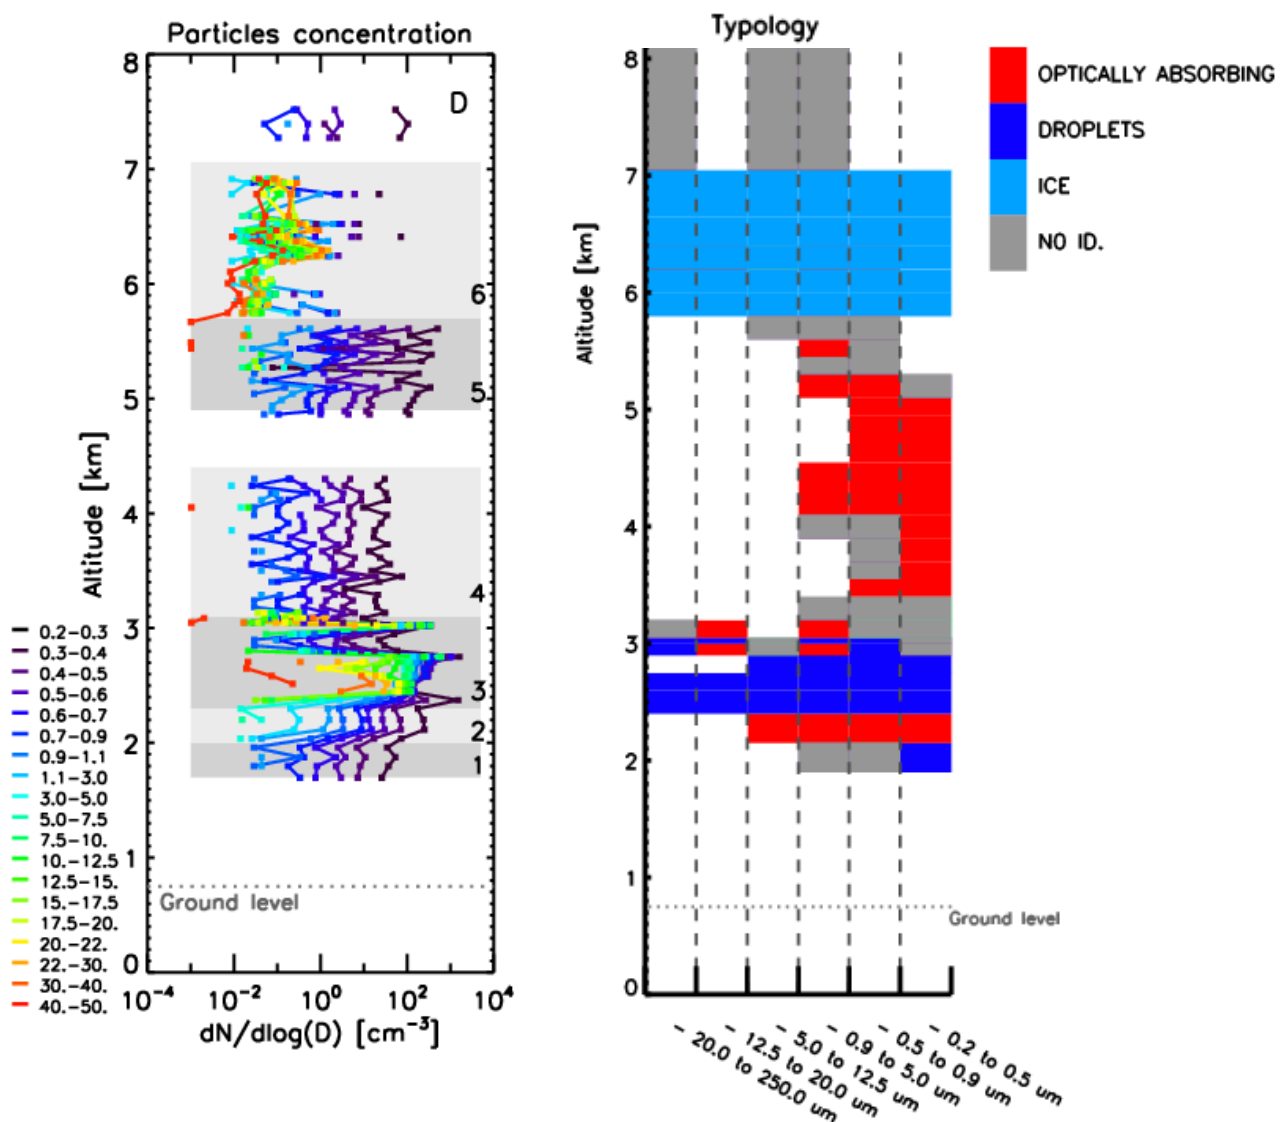 Particles concentration
D
8
7
6
5
4
3
2
1
0
6
5
4
3
2
1
Altitude [km]
Ground level
10⁻⁴ 10⁻² 10⁰ 10² 10⁴
dN/dlog(D) [cm⁻³]
0.2-0.3
0.3-0.4
0.4-0.5
0.5-0.6
0.6-0.7
0.7-0.9
0.9-1.1
1.1-3.0
3.0-5.0
5.0-7.5
7.5-10.
10.-12.5
12.5-15.
15.-17.5
17.5-20.
20.-22.
22.-30.
30.-40.
40.-50.
Typology
8
7
6
5
4
3
2
1
0
Altitude [km]
Ground level
- 20.0 to 250.0 um
- 12.5 to 20.0 um
- 5.0 to 12.5 um
- 0.9 to 5.0 um
- 0.5 to 0.9 um
- 0.2 to 0.5 um
OPTICALLY ABSORBING
DROPLETS
ICE
NO ID.